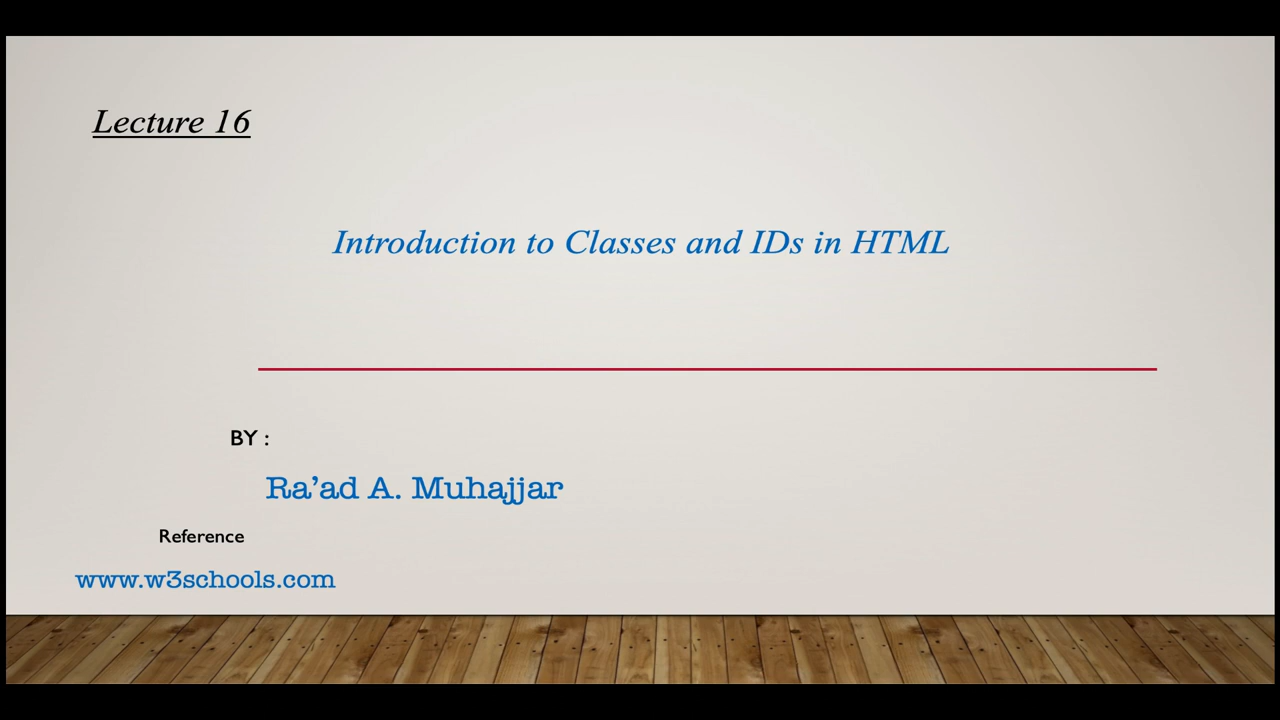 Lecture 16
Introduction to Classes and IDs in HTML
BY :
Ra’ad A. Muhajjar
Reference
www.w3schools.com